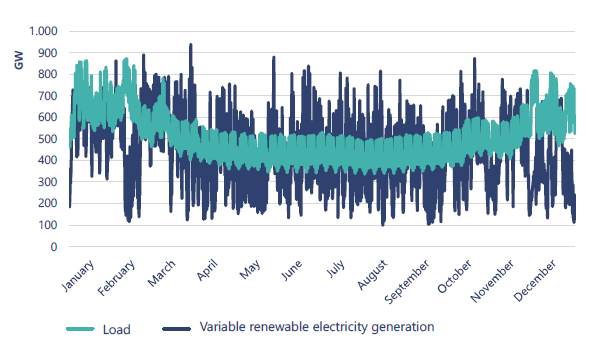 1.000
GW
900
800
700
600
500
400
300
200
100
0
January
February
March
April
May
June
July
August
September
October
November
December
Load
Variable renewable electricity generation